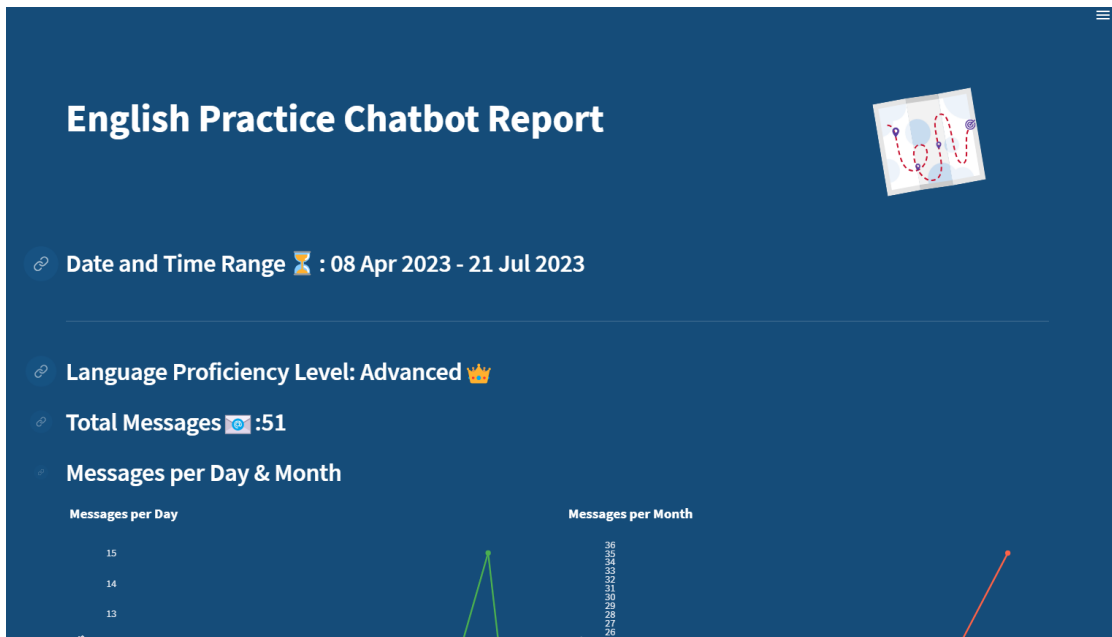 English Practice Chatbot Report
Date and Time Range ⏳ : 08 Apr 2023 - 21 Jul 2023
Language Proficiency Level: Advanced 👑
Total Messages 📧 :51
Messages per Day & Month
Messages per Day
Messages per Month
15
14
13
36
35
34
33
32
31
30
29
28
27
26